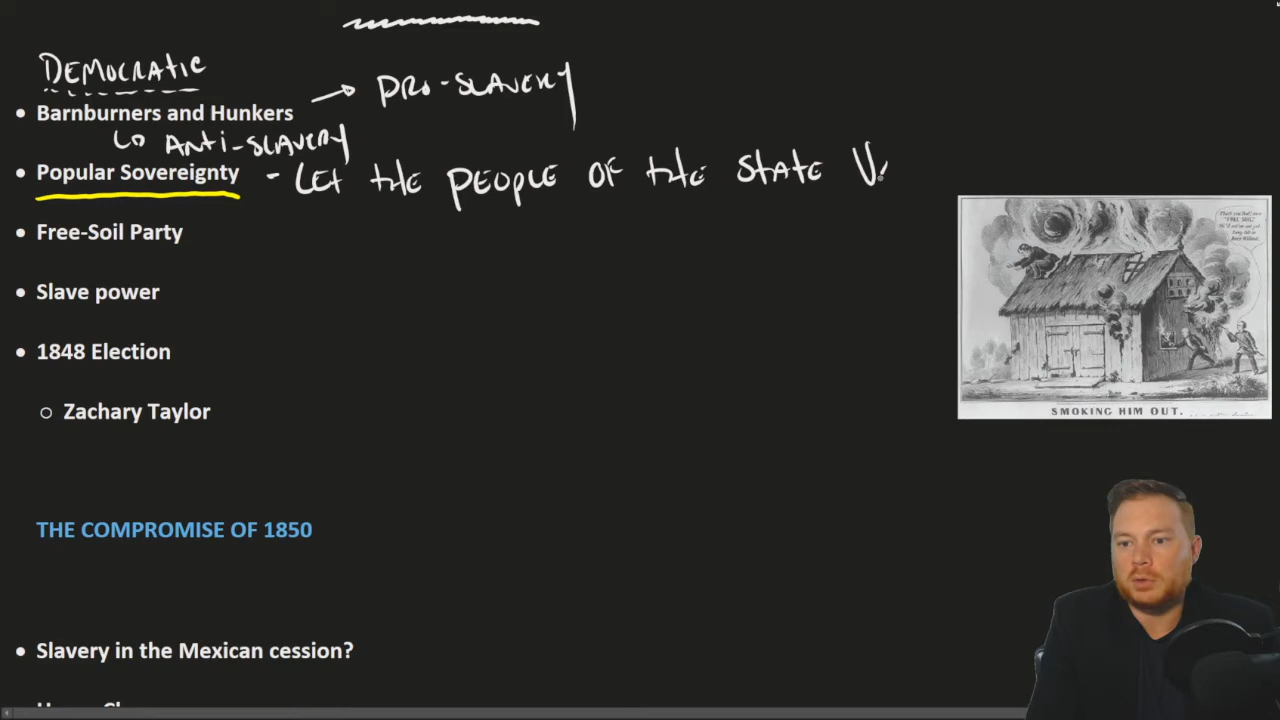 DEMOCRATIC
• Barnburners and Hunkers → PRO-SLAVERY
↳ ANTI-SLAVERY
• Popular Sovereignty - LET the PEOPLE OF the STATE V
• Free-Soil Party
• Slave power
• 1848 Election
○ Zachary Taylor
SMOKING HIM OUT.
THE COMPROMISE OF 1850
• Slavery in the Mexican cession?